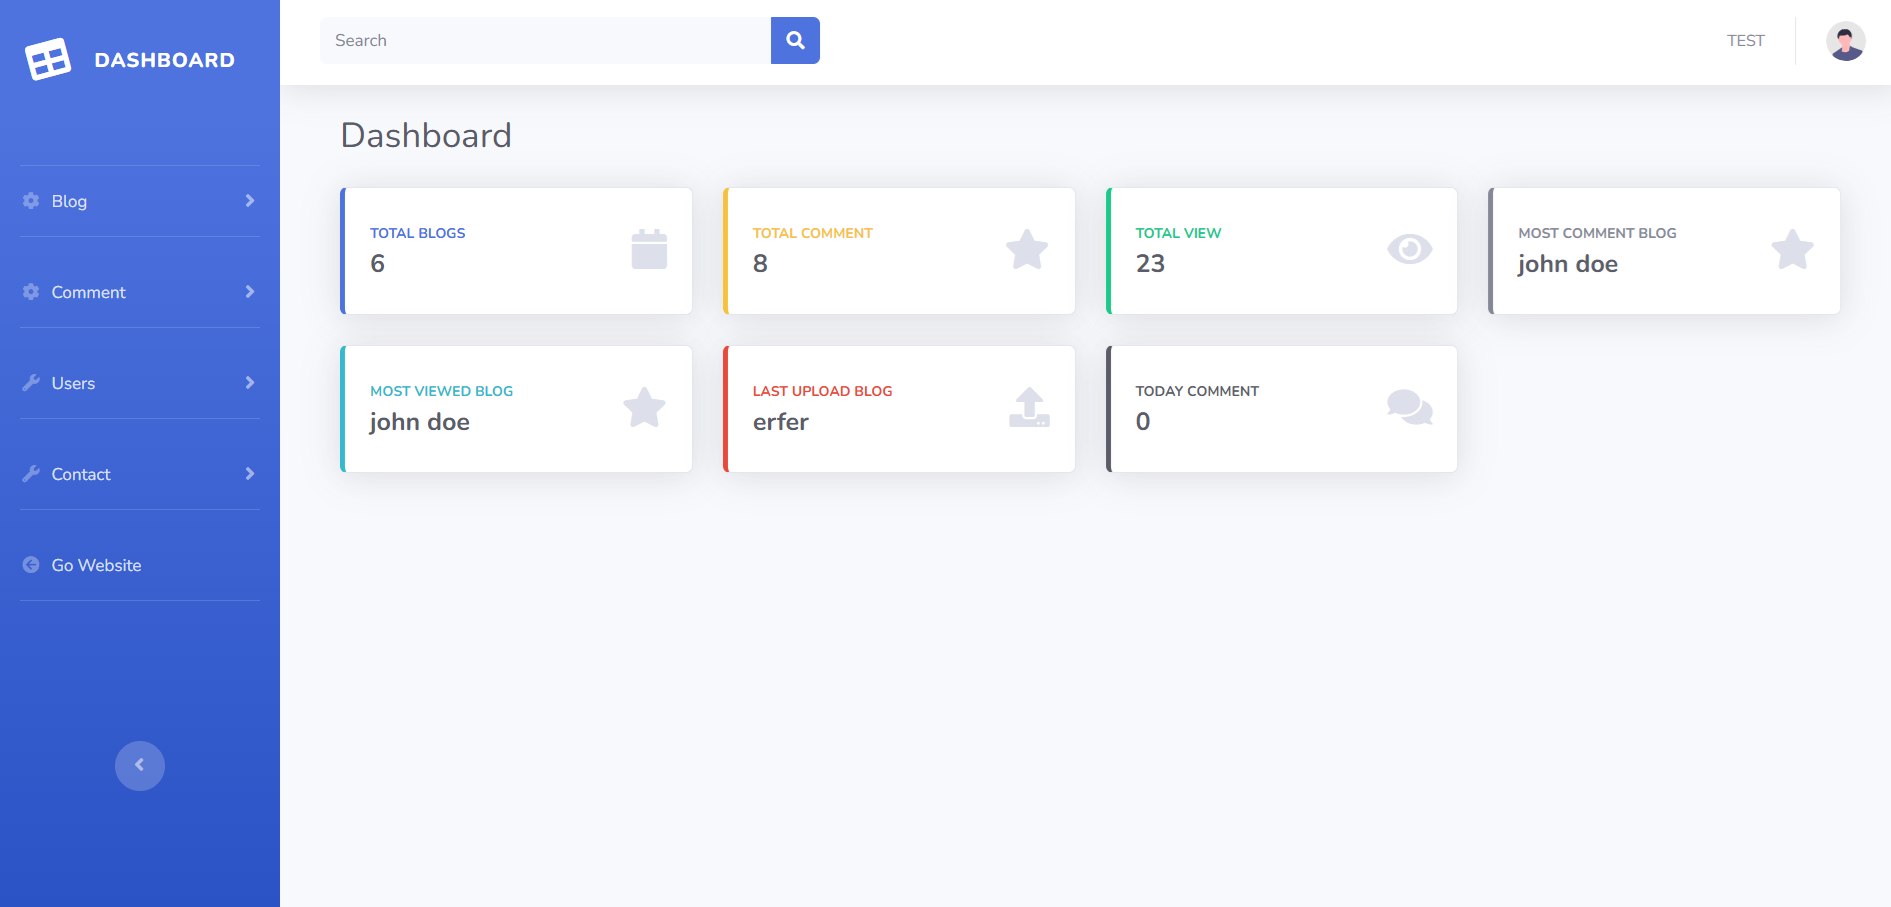 DASHBOARD
Blog
Comment
Users
Contact
Go Website
Search
TEST
Dashboard
TOTAL BLOGS
6
TOTAL COMMENT
8
TOTAL VIEW
23
MOST COMMENT BLOG
john doe
MOST VIEWED BLOG
john doe
LAST UPLOAD BLOG
erfer
TODAY COMMENT
0